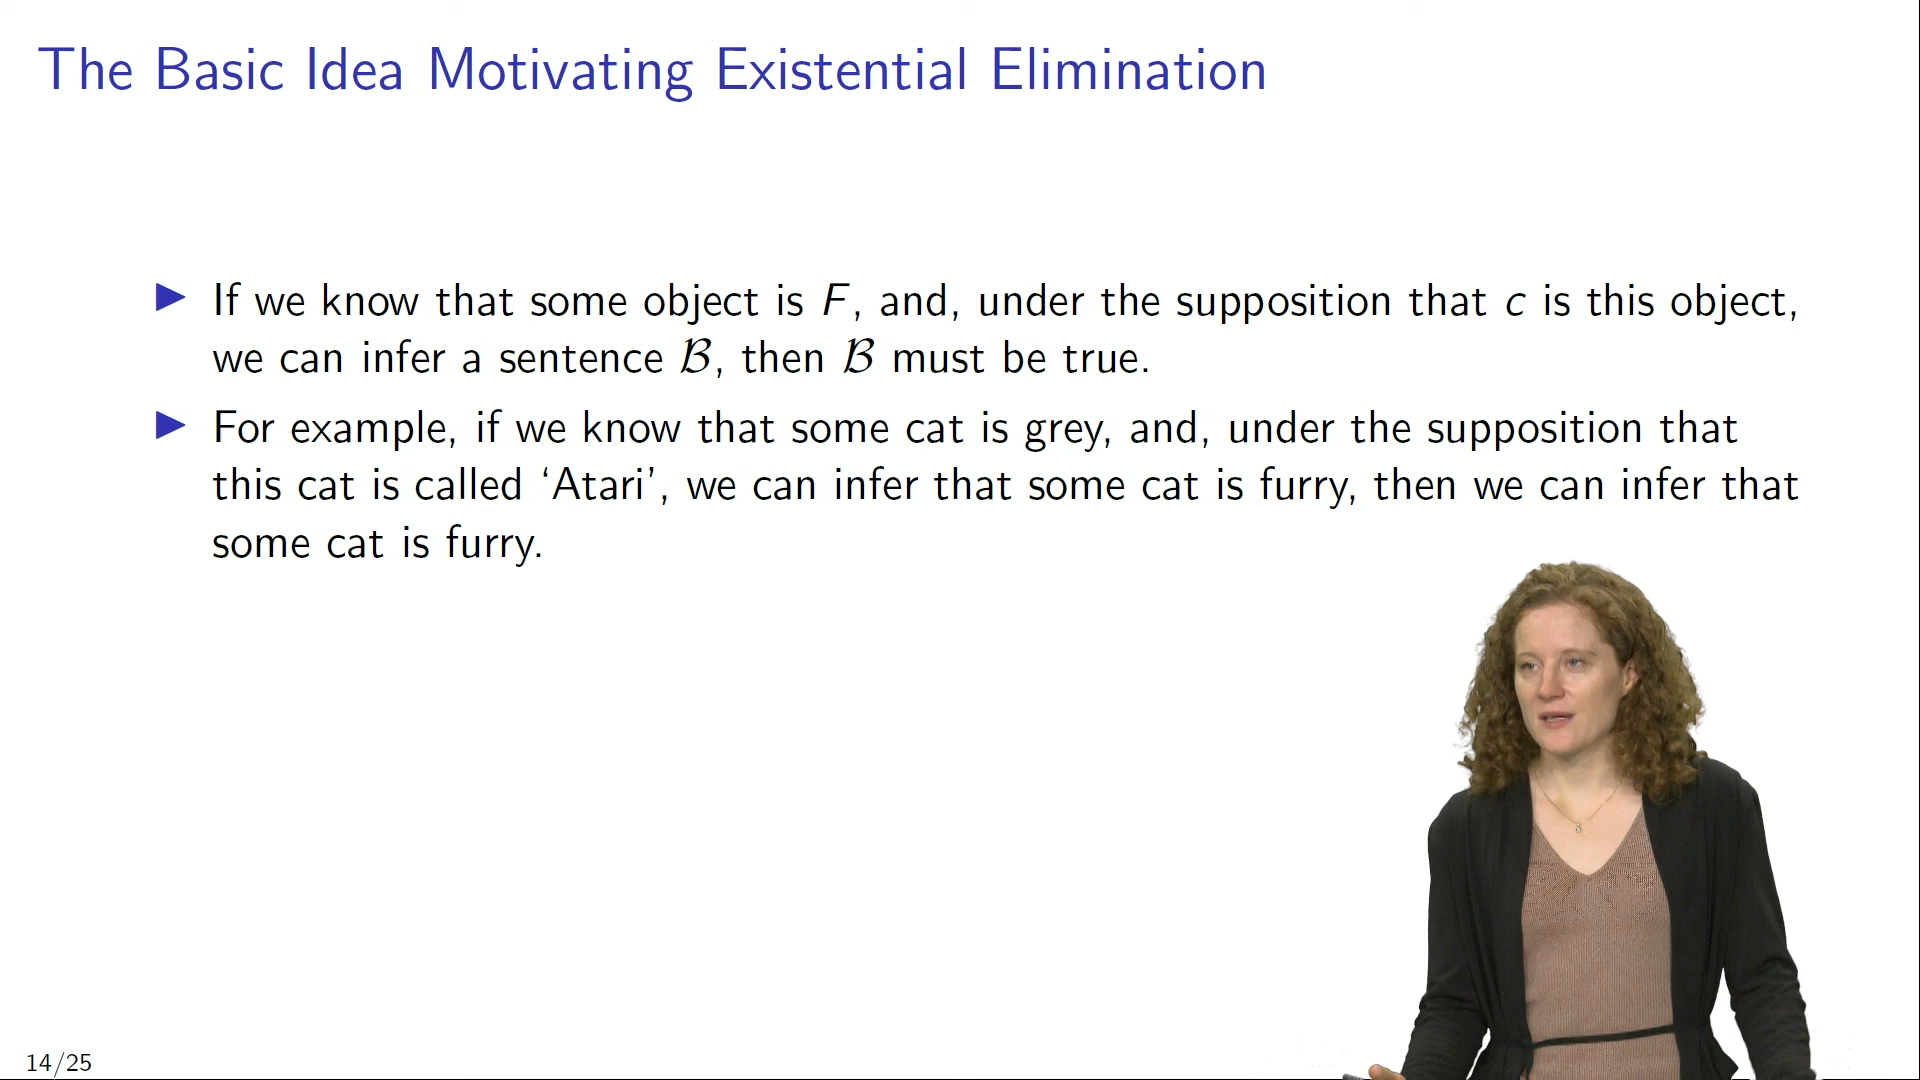 The Basic Idea Motivating Existential Elimination
▶ If we know that some object is F, and, under the supposition that c is this object,
we can infer a sentence ℬ, then ℬ must be true.
▶ For example, if we know that some cat is grey, and, under the supposition that
this cat is called ‘Atari’, we can infer that some cat is furry, then we can infer that
some cat is furry.
14/25